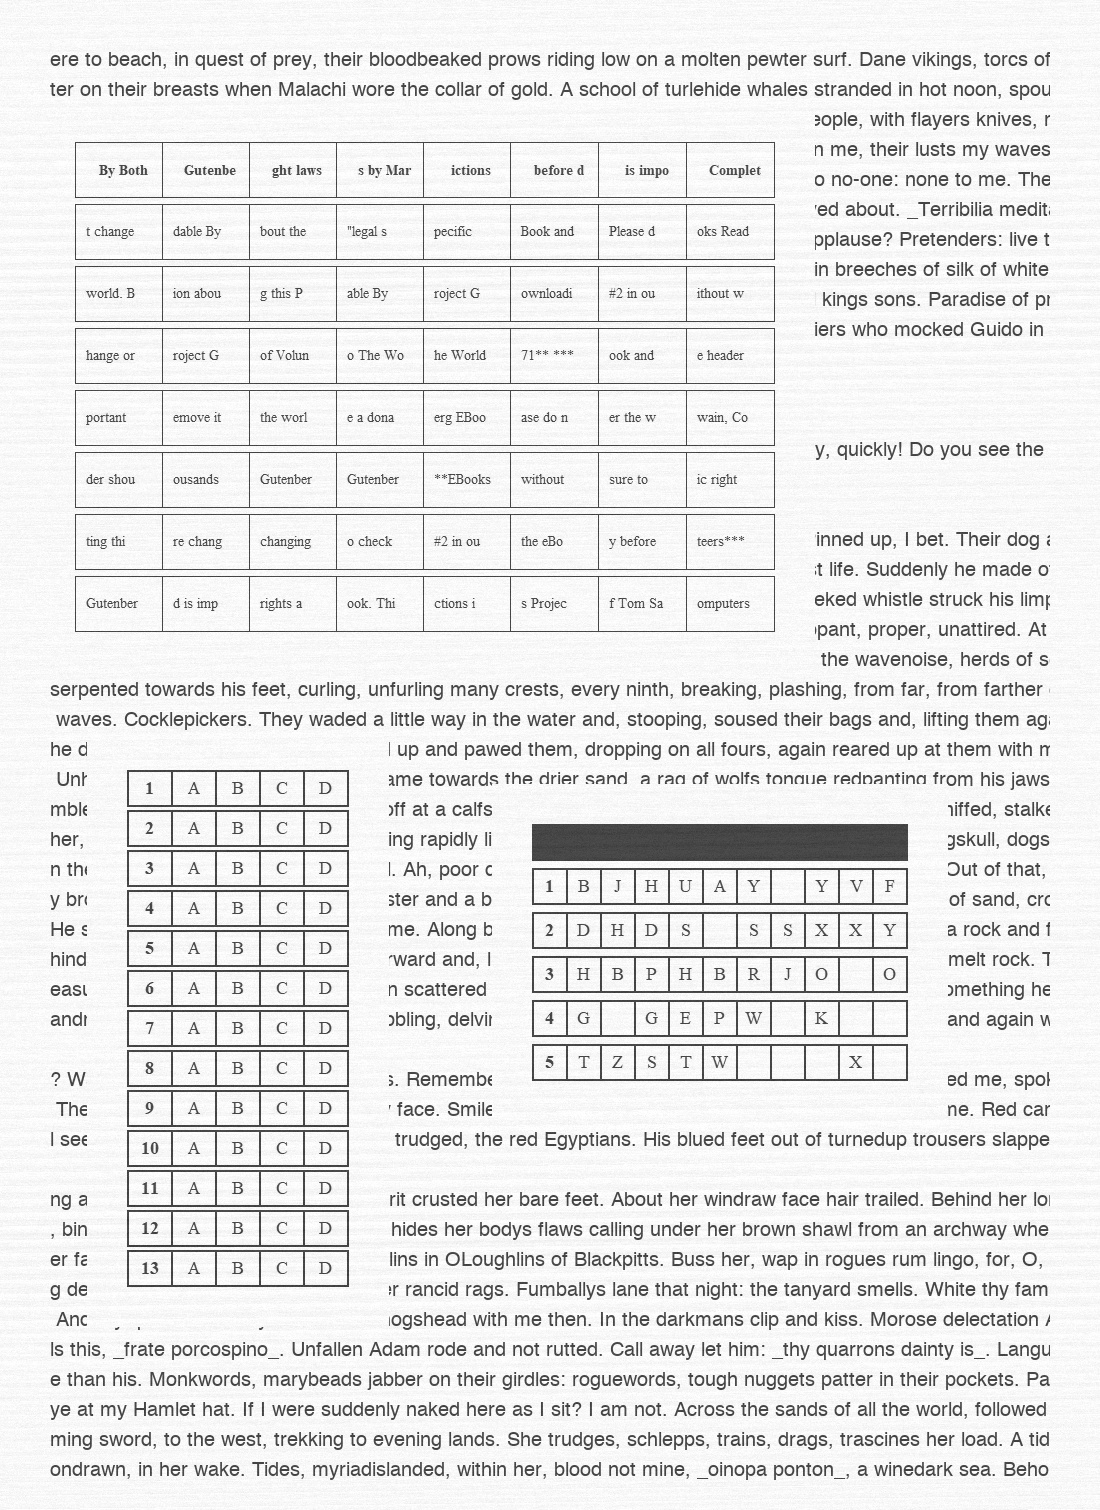 ere to beach, in quest of prey, their bloodbeaked prows riding low on a molten pewter surf. Dane vikings, torcs of
ter on their breasts when Malachi wore the collar of gold. A school of turlehide whales stranded in hot noon, spou
eople, with flayers knives, r
n me, their lusts my waves
o no-one: none to me. The
ved about. _Terribilia medita
pplause? Pretenders: live t
in breeches of silk of white
kings sons. Paradise of pr
iers who mocked Guido in
y, quickly! Do you see the
inned up, I bet. Their dog a
st life. Suddenly he made of
eked whistle struck his limp
pant, proper, unattired. At
the wavenoise, herds of s
By Both Gutenbe ght laws s by Mar ictions before d is impo Complet
t change dable By bout the "legal s pecific Book and Please d oks Read
world. B ion abou g this P able By roject G ownloadi #2 in ou ithout w
hange or roject G of Volun o The Wo he World 71** *** ook and e header
portant emove it the worl e a dona erg EBoo ase do n er the w wain, Co
der shou ousands Gutenber Gutenber **EBooks without sure to ic right
ting thi re chang changing o check #2 in ou the eBo y before teers***
Gutenber d is imp rights a ook. Thi ctions i s Projec f Tom Sa omputers
serpented towards his feet, curling, unfurling many crests, every ninth, breaking, plashing, from far, from farther
waves. Cocklepickers. They waded a little way in the water and, stooping, soused their bags and, lifting them aga
he d up and pawed them, dropping on all fours, again reared up at them with m
Unh ame towards the drier sand, a rag of wolfs tongue redpanting from his jaws
mble off at a calfs niffed, stalke
her, ing rapidly li gskull, dogs
n the l. Ah, poor d Out of that,
y bro ster and a b of sand, cro
He s me. Along b a rock and f
hind rward and, l melt rock. T
easu n scattered omething he
andr bbling, delvin and again w
? W s. Remembe ed me, spok
The face. Smile me. Red car
I see trudged, the red Egyptians. His blued feet out of turnedup trousers slappe
ng a rit crusted her bare feet. About her windraw face hair trailed. Behind her lor
, bin hides her bodys flaws calling under her brown shawl from an archway whe
er fa lins in OLoughlins of Blackpitts. Buss her, wap in rogues rum lingo, for, O,
g de er rancid rags. Fumballys lane that night: the tanyard smells. White thy fam
And hogshead with me then. In the darkmans clip and kiss. Morose delectation A
1 A B C D
2 A B C D
3 A B C D
4 A B C D
5 A B C D
6 A B C D
7 A B C D
8 A B C D
9 A B C D
10 A B C D
11 A B C D
12 A B C D
13 A B C D
1 B J H U A Y Y V F
2 D H D S S S X X Y
3 H B P H B R J O O
4 G G E P W K
5 T Z S T W X
ls this, _frate porcospino_. Unfallen Adam rode and not rutted. Call away let him: _thy quarrons dainty is_. Langu
e than his. Monkwords, marybeads jabber on their girdles: roguewords, tough nuggets patter in their pockets. Pa
ye at my Hamlet hat. If I were suddenly naked here as I sit? I am not. Across the sands of all the world, followed
ming sword, to the west, trekking to evening lands. She trudges, schlepps, trains, drags, trascines her load. A tid
ondrawn, in her wake. Tides, myriadislanded, within her, blood not mine, _oinopa ponton_, a winedark sea. Beho